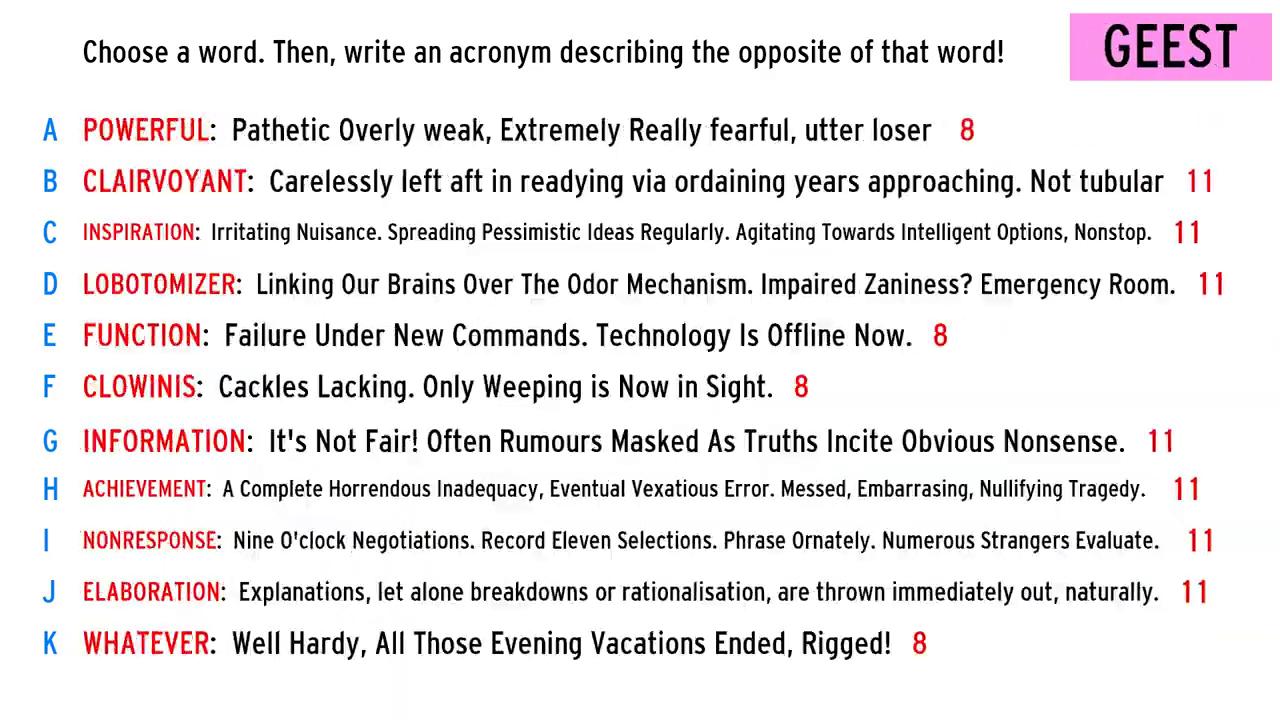 Choose a word. Then, write an acronym describing the opposite of that word!
GEEST
A POWERFUL: Pathetic Overly weak, Extremely Really fearful, utter loser 8
B CLAIRVOYANT: Carelessly left aft in readying via ordaining years approaching. Not tubular 11
C INSPIRATION: Irritating Nuisance. Spreading Pessimistic Ideas Regularly. Agitating Towards Intelligent Options, Nonstop. 11
D LOBOTOMIZER: Linking Our Brains Over The Odor Mechanism. Impaired Zaniness? Emergency Room. 11
E FUNCTION: Failure Under New Commands. Technology Is Offline Now. 8
F CLOWINIS: Cackles Lacking. Only Weeping is Now in Sight. 8
G INFORMATION: It's Not Fair! Often Rumours Masked As Truths Incite Obvious Nonsense. 11
H ACHIEVEMENT: A Complete Horrendous Inadequacy, Eventual Vexatious Error. Messed, Embarrasing, Nullifying Tragedy. 11
I NONRESPONSE: Nine O'clock Negotiations. Record Eleven Selections. Phrase Ornately. Numerous Strangers Evaluate. 11
J ELABORATION: Explanations, let alone breakdowns or rationalisation, are thrown immediately out, naturally. 11
K WHATEVER: Well Hardy, All Those Evening Vacations Ended, Rigged! 8